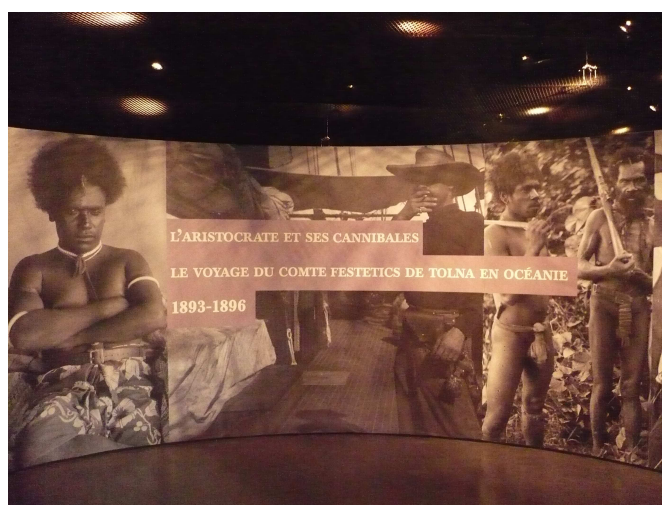 L'ARISTOCRATE ET SES CANNIBALES
LE VOYAGE DU COMTE FESTETICS DE TOLNA EN OCÉANIE
1893-1896